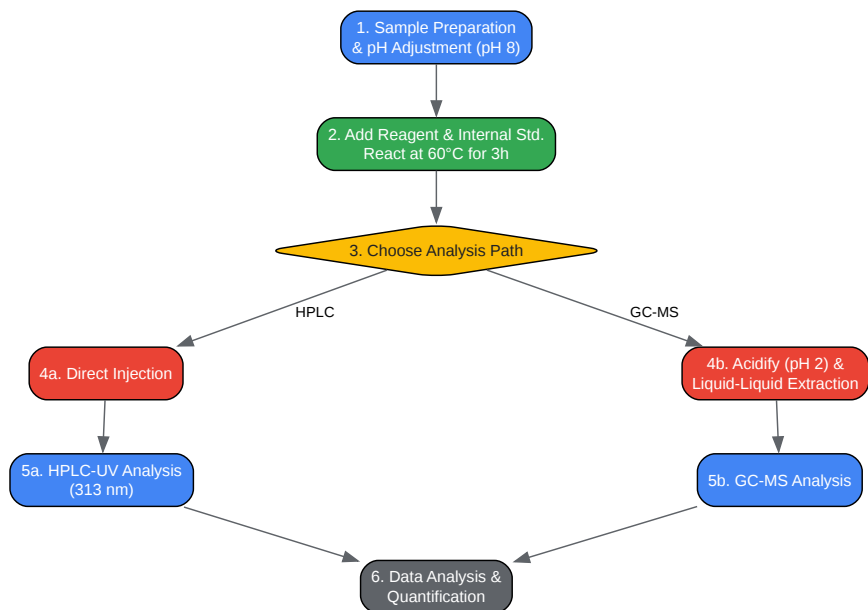 1. Sample Preparation
& pH Adjustment (pH 8)
2. Add Reagent & Internal Std.
React at 60°C for 3h
3. Choose Analysis Path
HPLC
GC-MS
4a. Direct Injection
4b. Acidify (pH 2) &
Liquid-Liquid Extraction
5a. HPLC-UV Analysis
(313 nm)
5b. GC-MS Analysis
6. Data Analysis &
Quantification